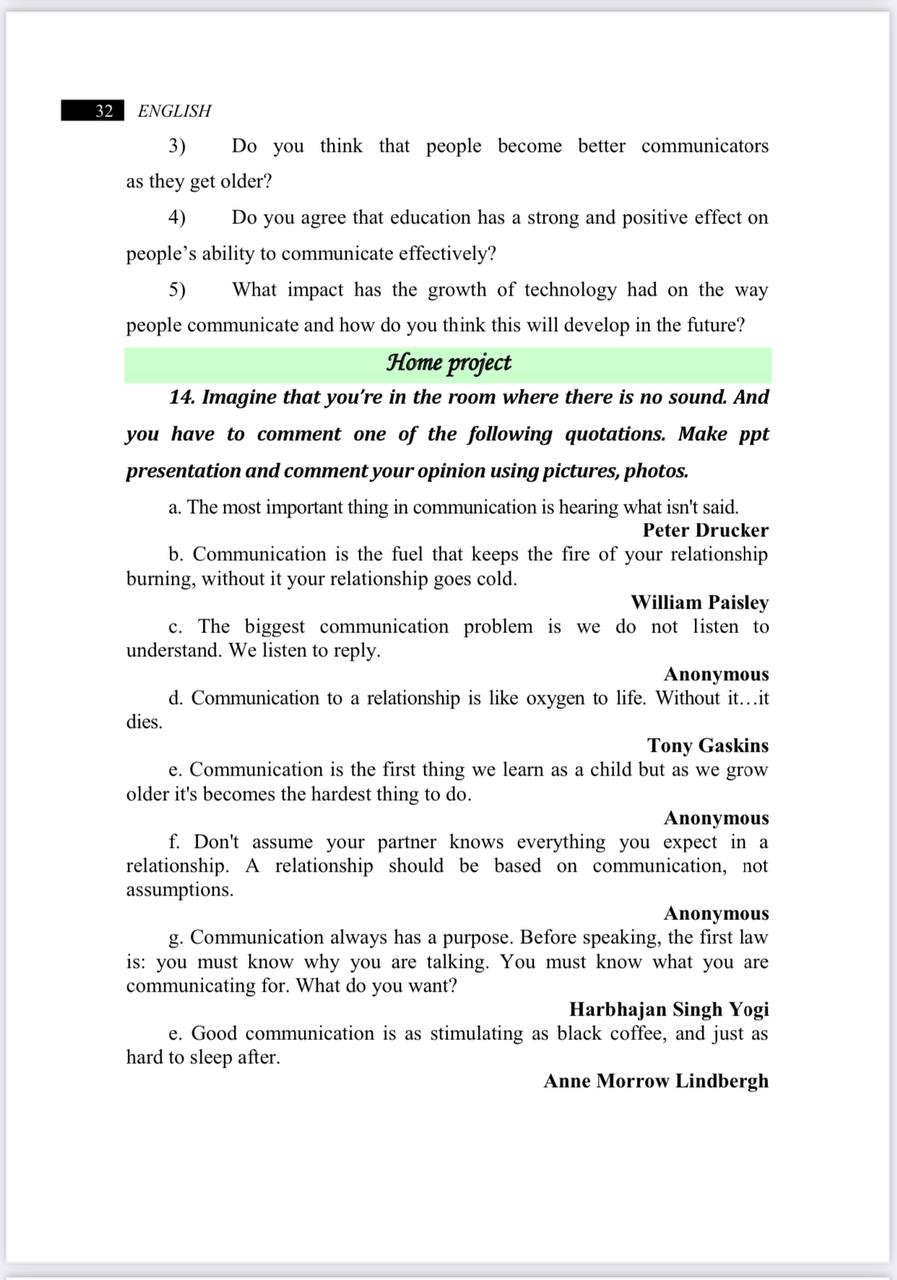 32 ENGLISH
3) Do you think that people become better communicators
as they get older?
4) Do you agree that education has a strong and positive effect on
people’s ability to communicate effectively?
5) What impact has the growth of technology had on the way
people communicate and how do you think this will develop in the future?
Home project
14. Imagine that you’re in the room where there is no sound. And
you have to comment one of the following quotations. Make ppt
presentation and comment your opinion using pictures, photos.
a. The most important thing in communication is hearing what isn't said.
Peter Drucker
b. Communication is the fuel that keeps the fire of your relationship
burning, without it your relationship goes cold.
William Paisley
c. The biggest communication problem is we do not listen to
understand. We listen to reply.
Anonymous
d. Communication to a relationship is like oxygen to life. Without it…it
dies.
Tony Gaskins
e. Communication is the first thing we learn as a child but as we grow
older it's becomes the hardest thing to do.
Anonymous
f. Don't assume your partner knows everything you expect in a
relationship. A relationship should be based on communication, not
assumptions.
Anonymous
g. Communication always has a purpose. Before speaking, the first law
is: you must know why you are talking. You must know what you are
communicating for. What do you want?
Harbhajan Singh Yogi
e. Good communication is as stimulating as black coffee, and just as
hard to sleep after.
Anne Morrow Lindbergh